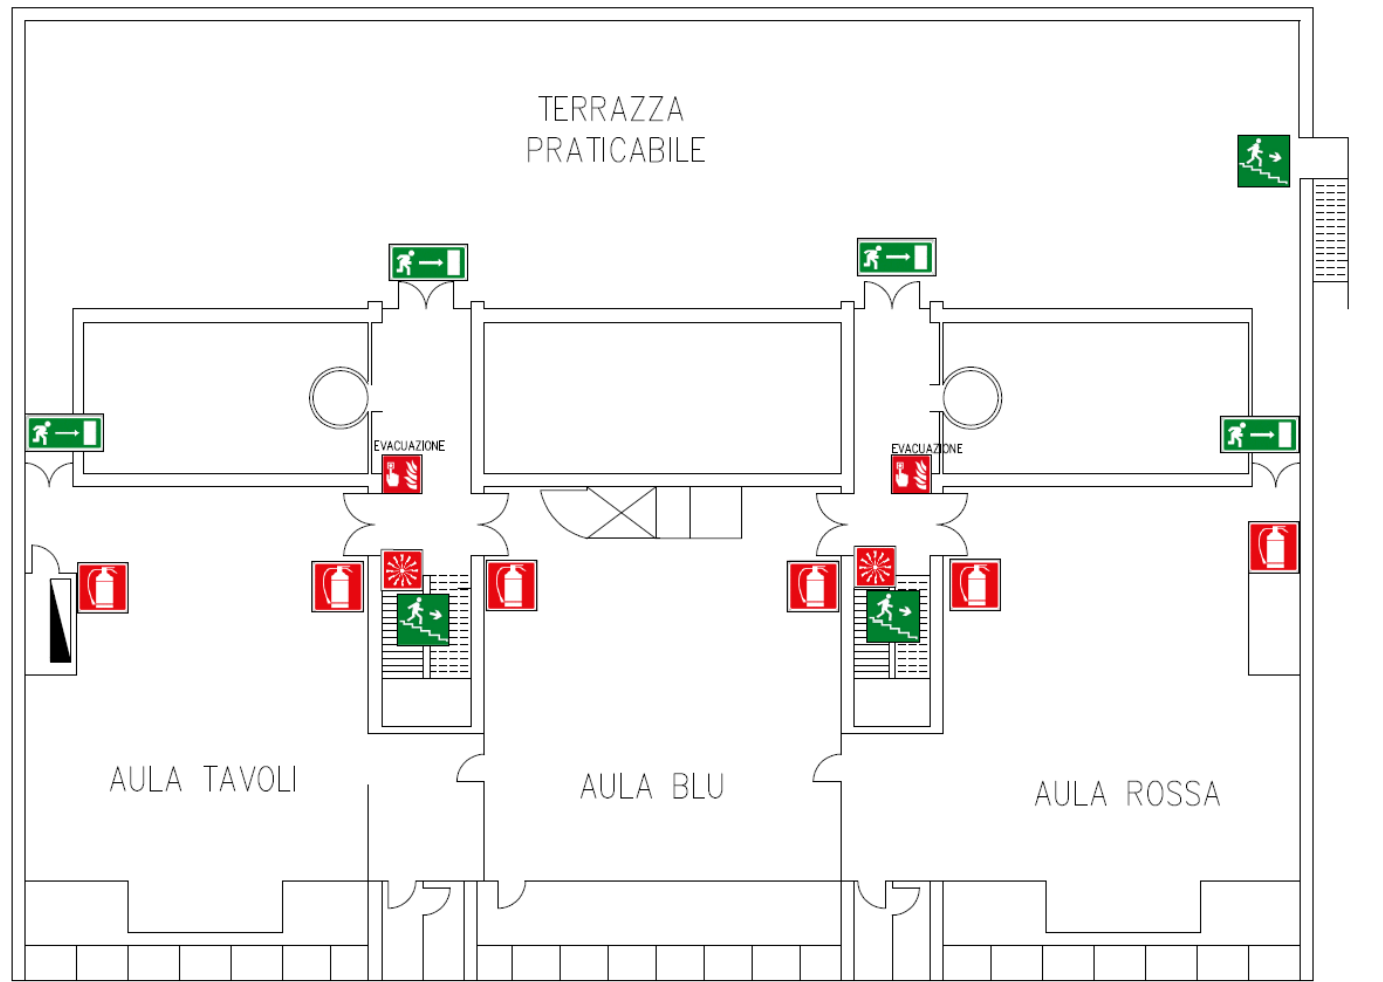 TERRAZZA
PRATICABILE
EVACUAZIONE
EVACUAZIONE
AULA TAVOLI
AULA BLU
AULA ROSSA